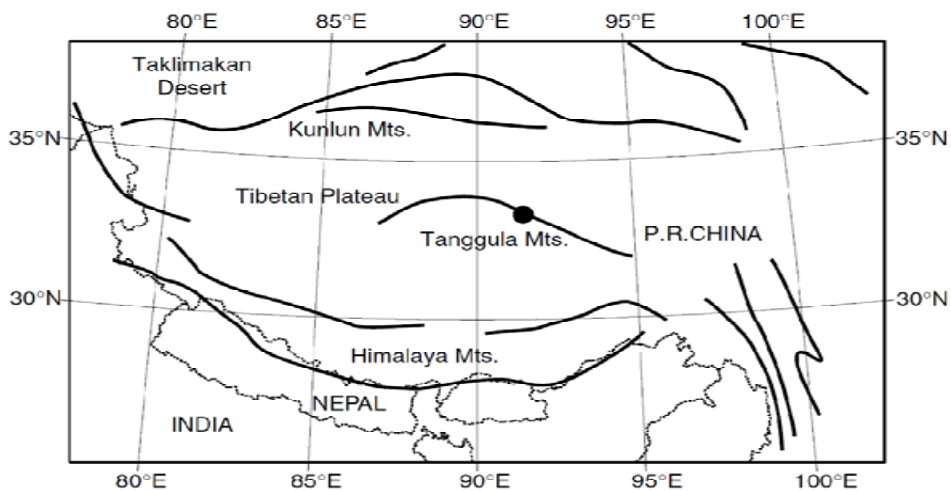 80°E 85°E 90°E 95°E 100°E
Taklimakan
Desert
35°N Kunlun Mts. 35°N
Tibetan Plateau
Tanggula Mts. P.R.CHINA
30°N 30°N
Himalaya Mts.
NEPAL
INDIA
80°E 85°E 90°E 95°E 100°E